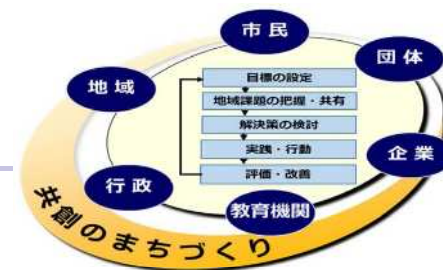 市民
団体
地域
目標の設定
地域課題の把握・共有
解決策の検討
実践・行動
評価・改善
企業
行政
教育機関
共創のまちづくり